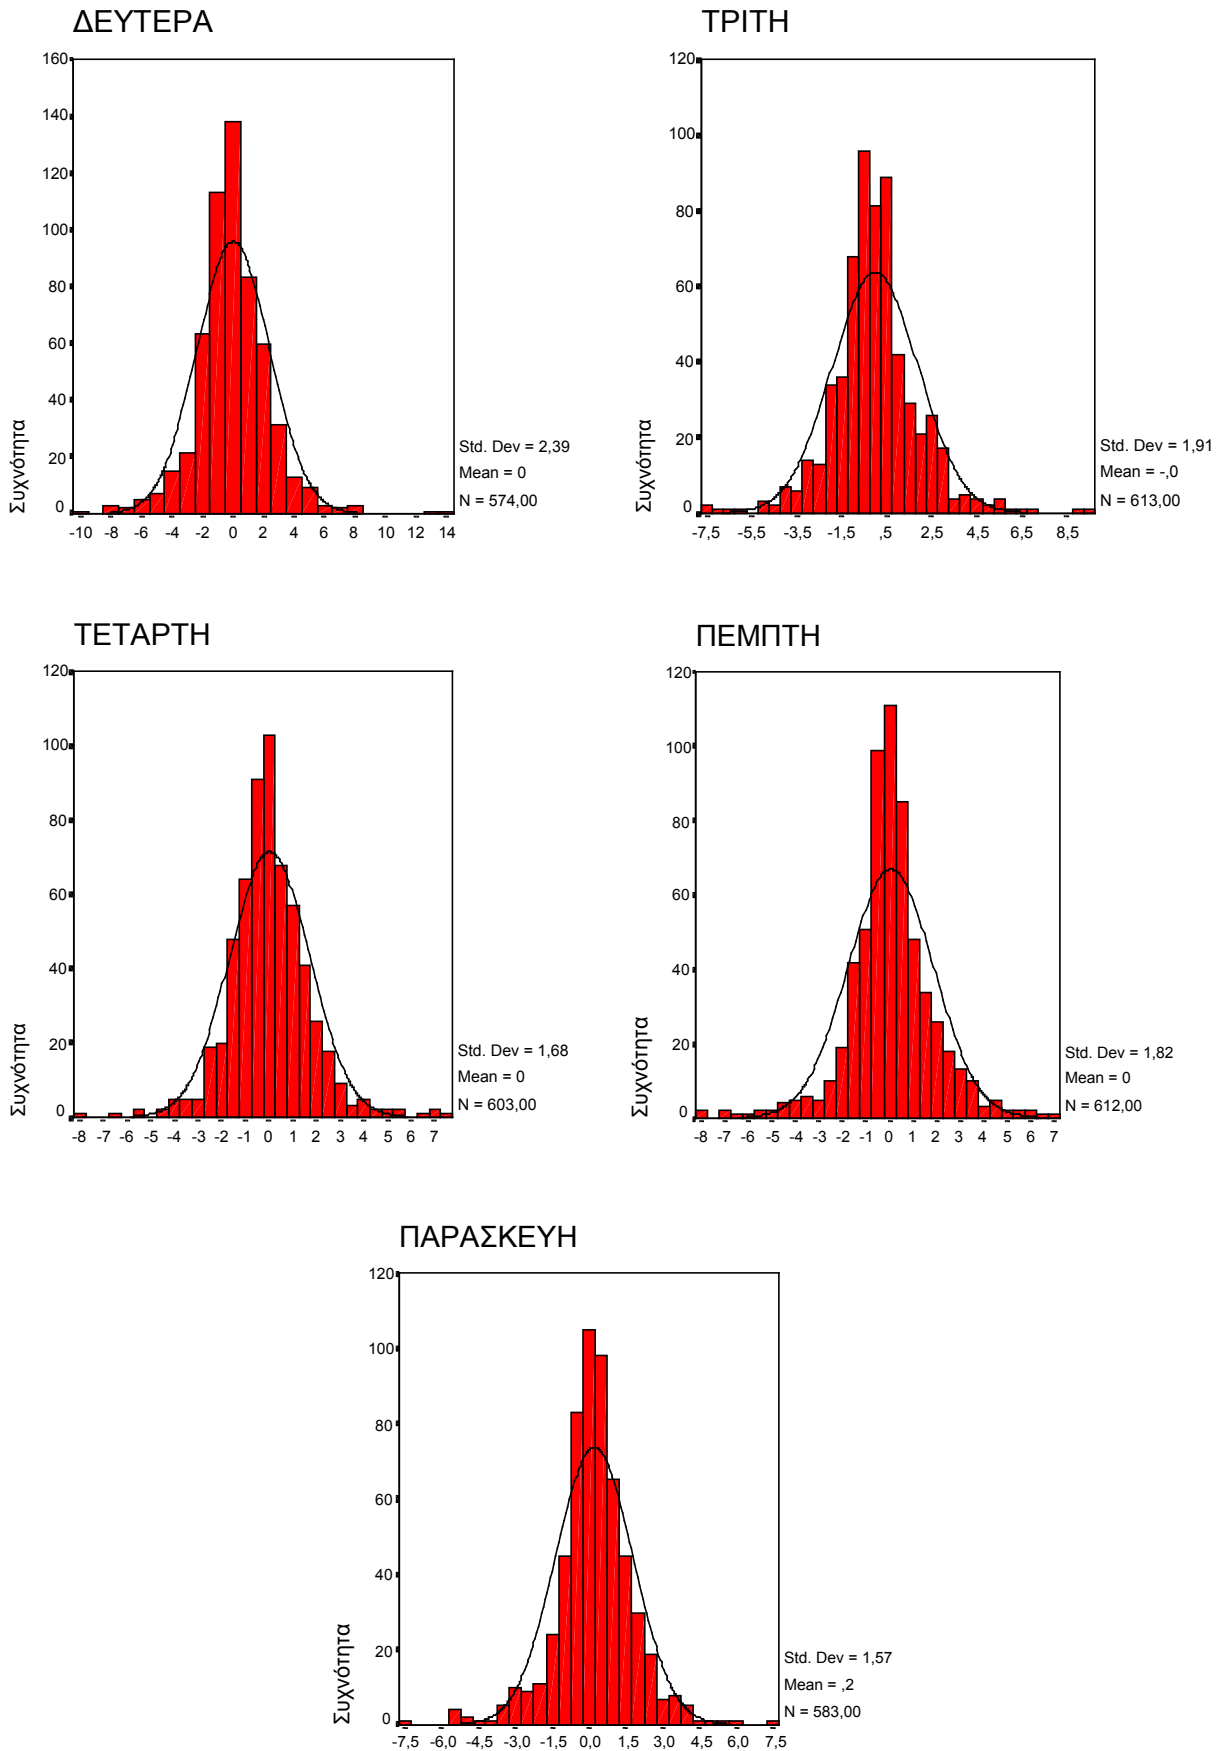 ΔΕΥΤΕΡΑ
160
140
120
100
80
60
40
20
0
Συχνότητα
-10 -8 -6 -4 -2 0 2 4 6 8 10 12 14
Std. Dev = 2,39
Mean = 0
N = 574,00
ΤΡΙΤΗ
120
100
80
60
40
20
0
Συχνότητα
-7,5 -5,5 -3,5 -1,5 ,5 2,5 4,5 6,5 8,5
Std. Dev = 1,91
Mean = -,0
N = 613,00
ΤΕΤΑΡΤΗ
120
100
80
60
40
20
0
Συχνότητα
-8 -7 -6 -5 -4 -3 -2 -1 0 1 2 3 4 5 6 7
Std. Dev = 1,68
Mean = 0
N = 603,00
ΠΕΜΠΤΗ
120
100
80
60
40
20
0
Συχνότητα
-8 -7 -6 -5 -4 -3 -2 -1 0 1 2 3 4 5 6 7
Std. Dev = 1,82
Mean = 0
N = 612,00
ΠΑΡΑΣΚΕΥΗ
120
100
80
60
40
20
0
Συχνότητα
-7,5 -6,0 -4,5 -3,0 -1,5 0,0 1,5 3,0 4,5 6,0 7,5
Std. Dev = 1,57
Mean = ,2
N = 583,00